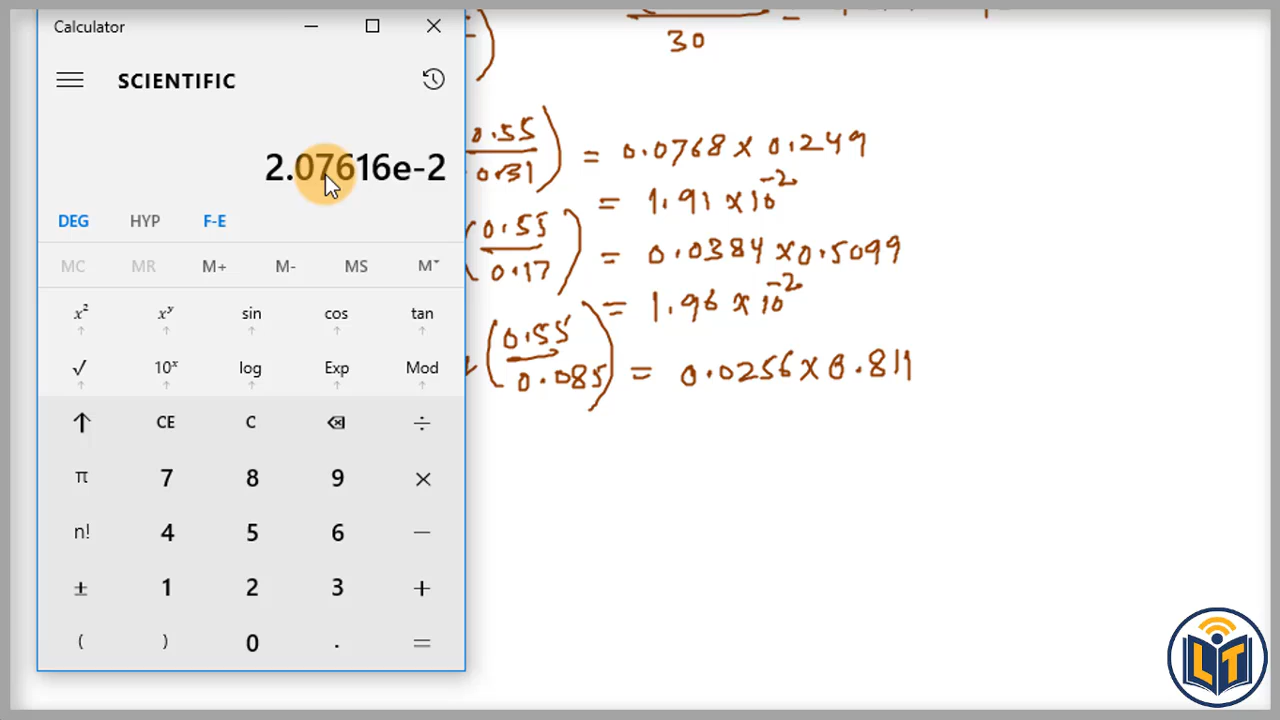 Calculator
SCIENTIFIC
2.07616e-2
DEG HYP F-E
MC MR M+ M- MS M˅
x² xʸ sin cos tan
√ 10ˣ log Exp Mod
↑ CE C ⌫ ÷
π 7 8 9 ×
n! 4 5 6 −
± 1 2 3 +
( ) 0 . =
30
0.55
0.31 ) = 0.0768 × 0.249
= 1.91 × 10⁻²
( 0.55
0.17 ) = 0.0384 × 0.5099
= 1.96 × 10⁻²
( 0.55
0.085 ) = 0.0256 × 0.811
LT